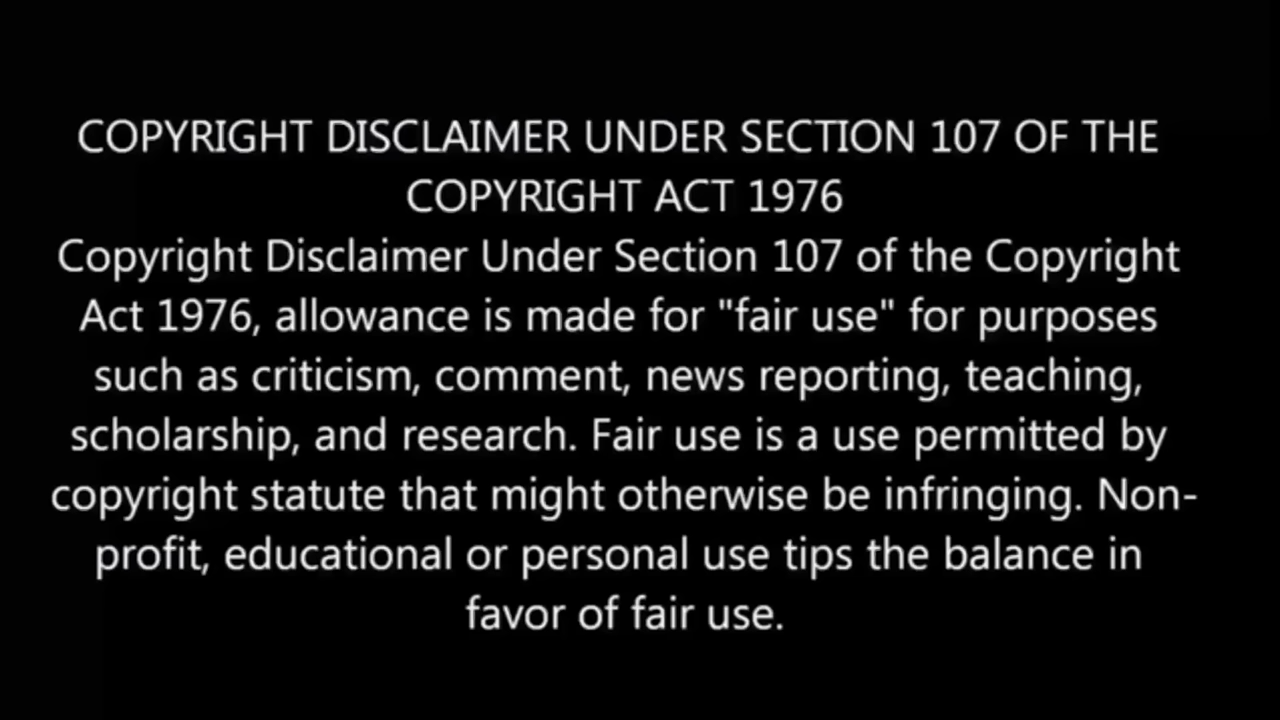 COPYRIGHT DISCLAIMER UNDER SECTION 107 OF THE
COPYRIGHT ACT 1976
Copyright Disclaimer Under Section 107 of the Copyright
Act 1976, allowance is made for "fair use" for purposes
such as criticism, comment, news reporting, teaching,
scholarship, and research. Fair use is a use permitted by
copyright statute that might otherwise be infringing. Non-
profit, educational or personal use tips the balance in
favor of fair use.